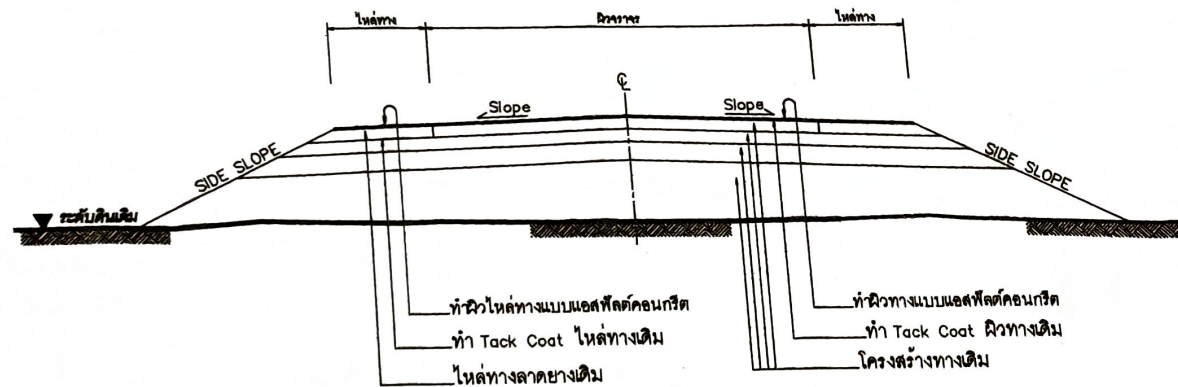 ไหล่ทาง ผิวจราจร ไหล่ทาง
℄
Slope Slope
SIDE SLOPE SIDE SLOPE
ระดับดินเดิม
ทำผิวไหล่ทางแบบแอสฟัลต์คอนกรีต
ทำ Tack Coat ไหล่ทางเดิม
ไหล่ทางลาดยางเดิม
ทำผิวทางแบบแอสฟัลต์คอนกรีต
ทำ Tack Coat ผิวทางเดิม
โครงสร้างทางเดิม